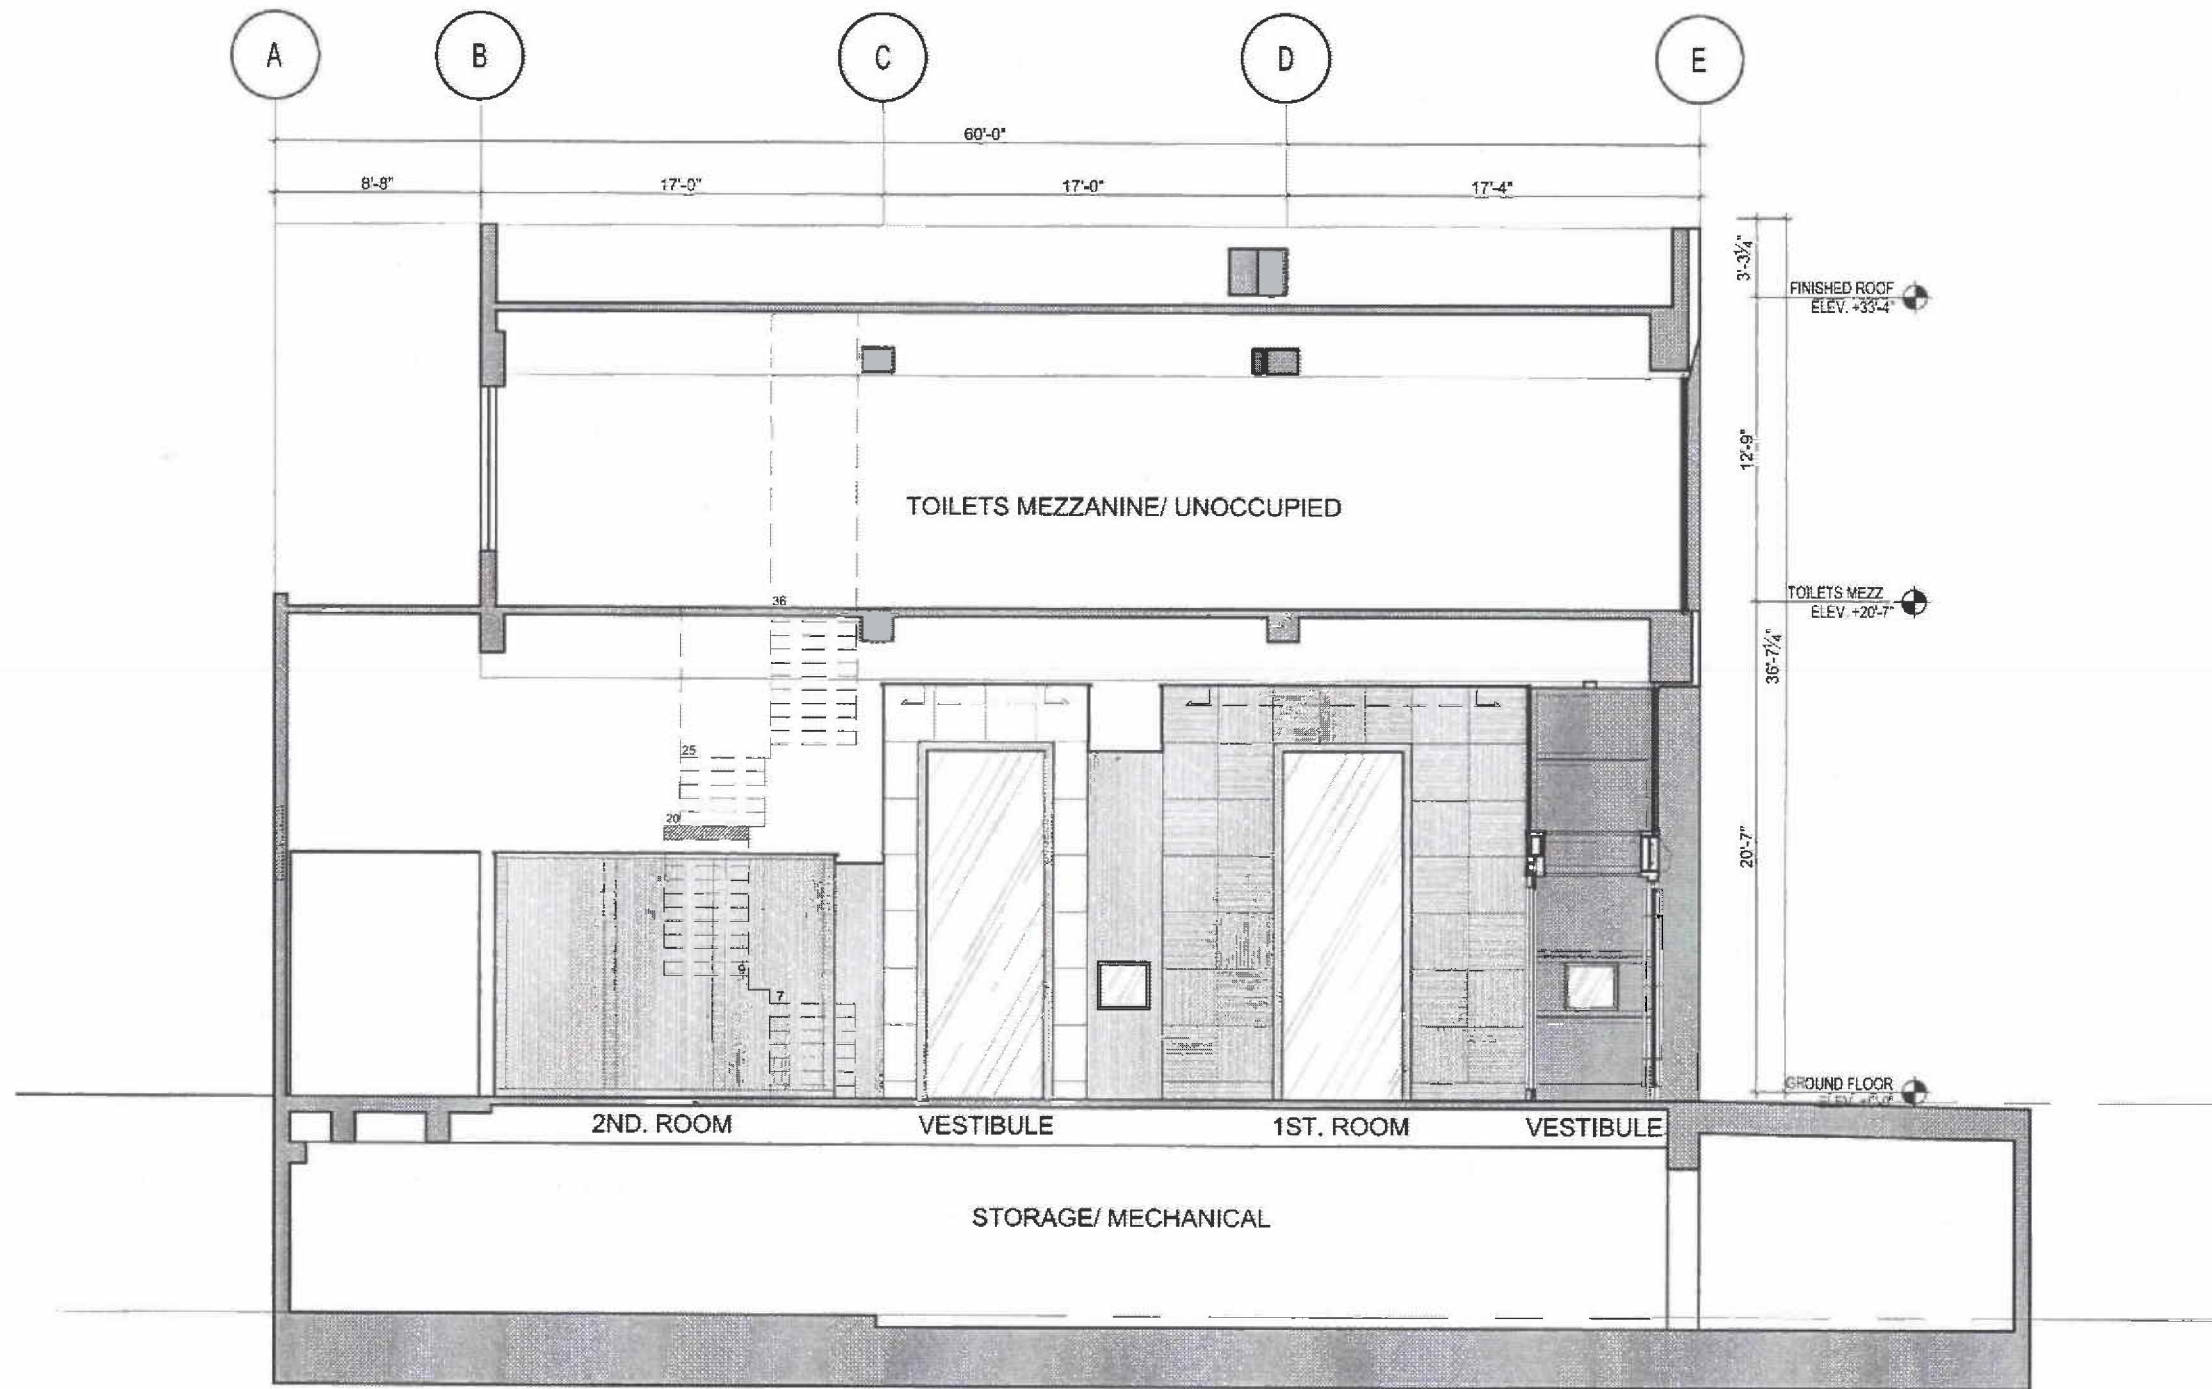 A
B
C
D
E
60'-0"
8'-8"
17'-0"
17'-0"
17'-4"
3'-3¼"
FINISHED ROOF
ELEV. +33'-4"
12'-9"
TOILETS MEZZANINE/ UNOCCUPIED
TOILETS MEZZ
ELEV. +20'-7"
36
36'-7¼"
25
20
20'-7"
7
GROUND FLOOR
2ND. ROOM
VESTIBULE
1ST. ROOM
VESTIBULE
STORAGE/ MECHANICAL